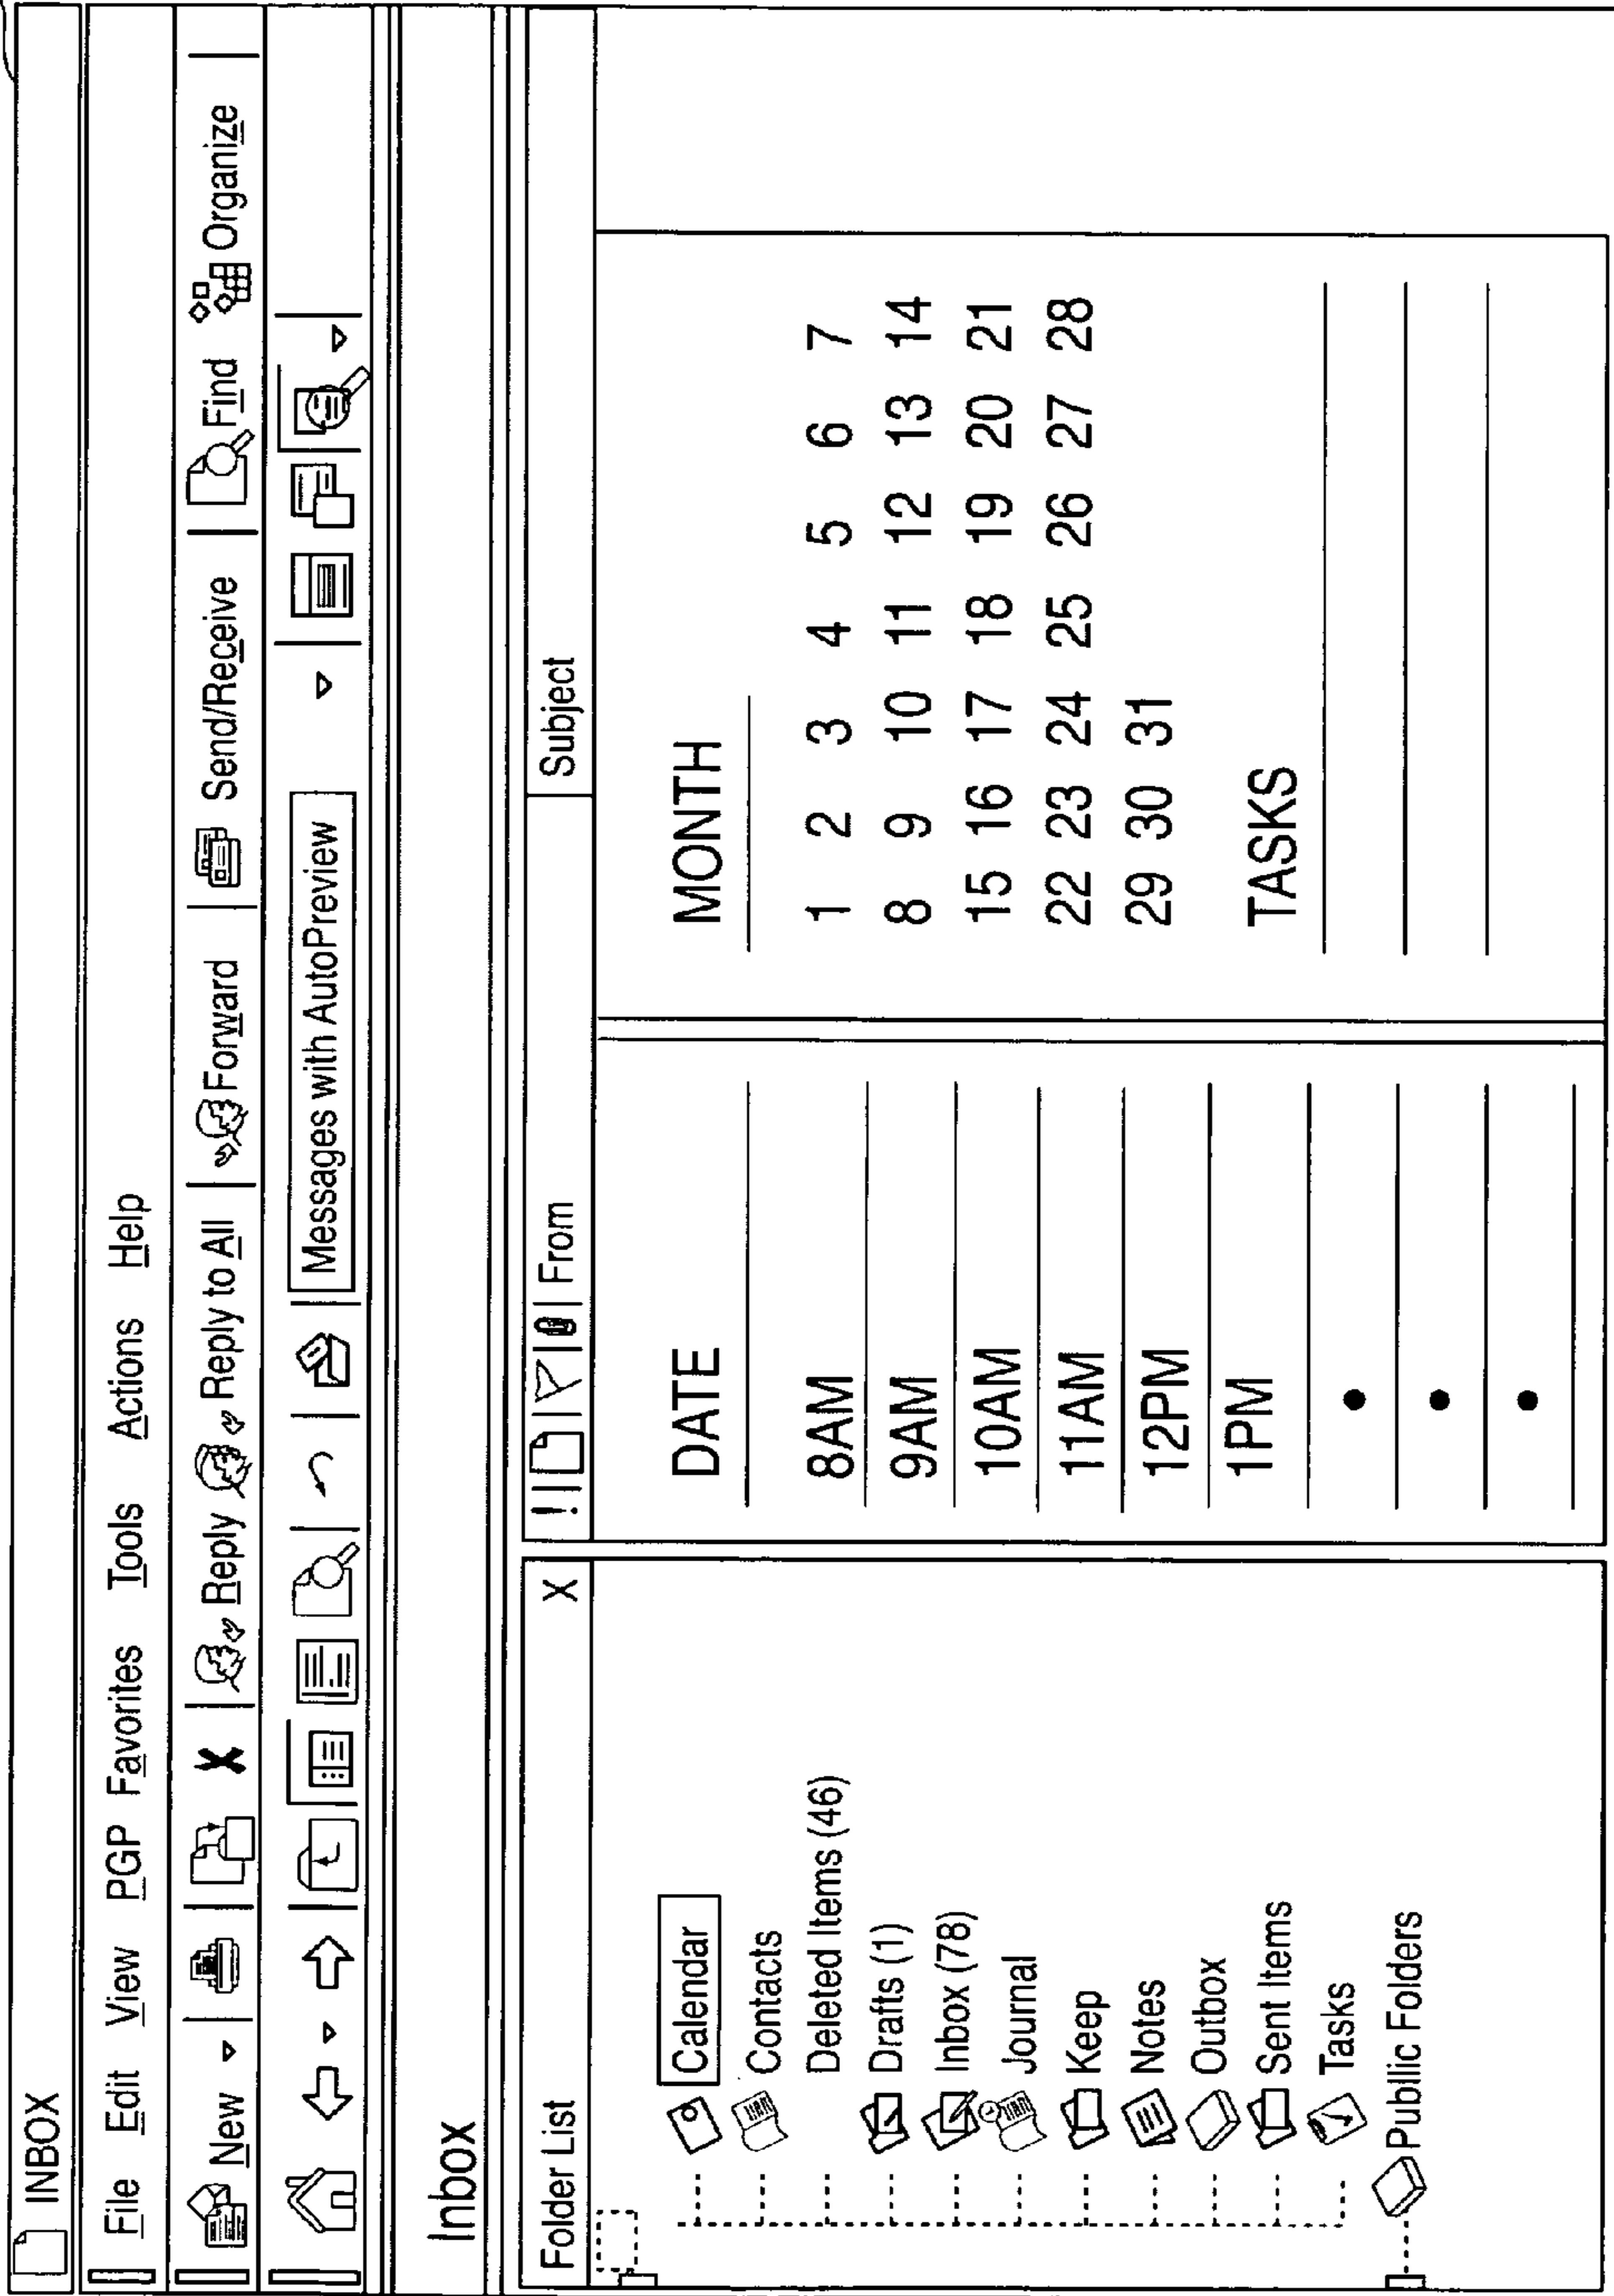 INBOX
File Edit View PGP Favorites Tools Actions Help
New X Reply Reply to All Forward Send/Receive Find Organize
Messages with AutoPreview
Inbox
Folder List X
! From Subject
Calendar
Contacts
Deleted Items (46)
Drafts (1)
Inbox (78)
Journal
Keep
Notes
Outbox
Sent Items
Tasks
Public Folders
DATE
8AM
9AM
10AM
11AM
12PM
1PM
MONTH
1 2 3 4 5 6 7
8 9 10 11 12 13 14
15 16 17 18 19 20 21
22 23 24 25 26 27 28
29 30 31
TASKS